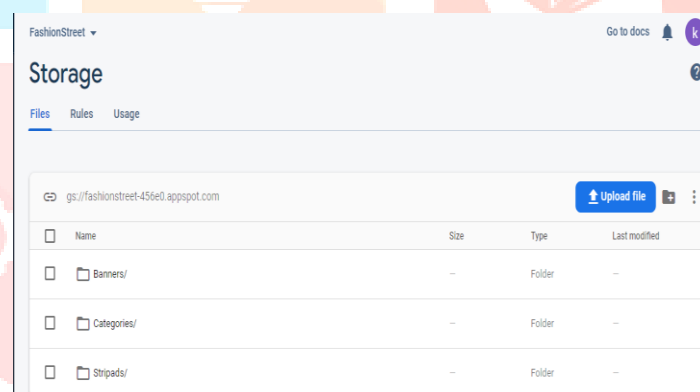 FashionStreet Go to docs k
Storage ?
Files Rules Usage
gs://fashionstreet-456e0.appspot.com Upload file
Name Size Type Last modified
Banners/ – Folder –
Categories/ – Folder –
Stripads/ – Folder –